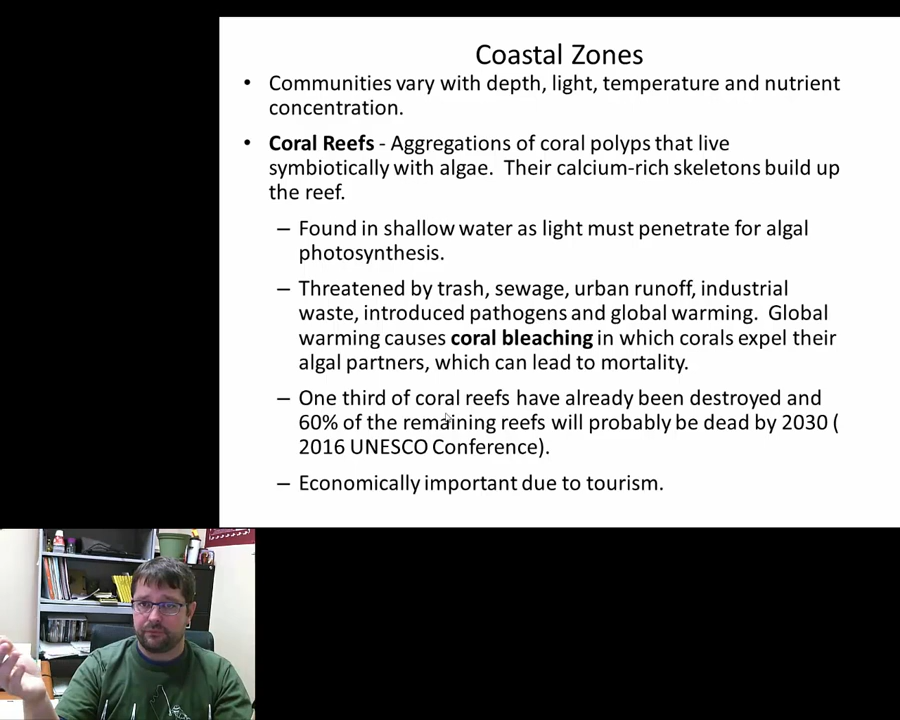 Coastal Zones
• Communities vary with depth, light, temperature and nutrient
concentration.
• Coral Reefs - Aggregations of coral polyps that live
symbiotically with algae. Their calcium-rich skeletons build up
the reef.
– Found in shallow water as light must penetrate for algal
photosynthesis.
– Threatened by trash, sewage, urban runoff, industrial
waste, introduced pathogens and global warming. Global
warming causes coral bleaching in which corals expel their
algal partners, which can lead to mortality.
– One third of coral reefs have already been destroyed and
60% of the remaining reefs will probably be dead by 2030 (
2016 UNESCO Conference).
– Economically important due to tourism.